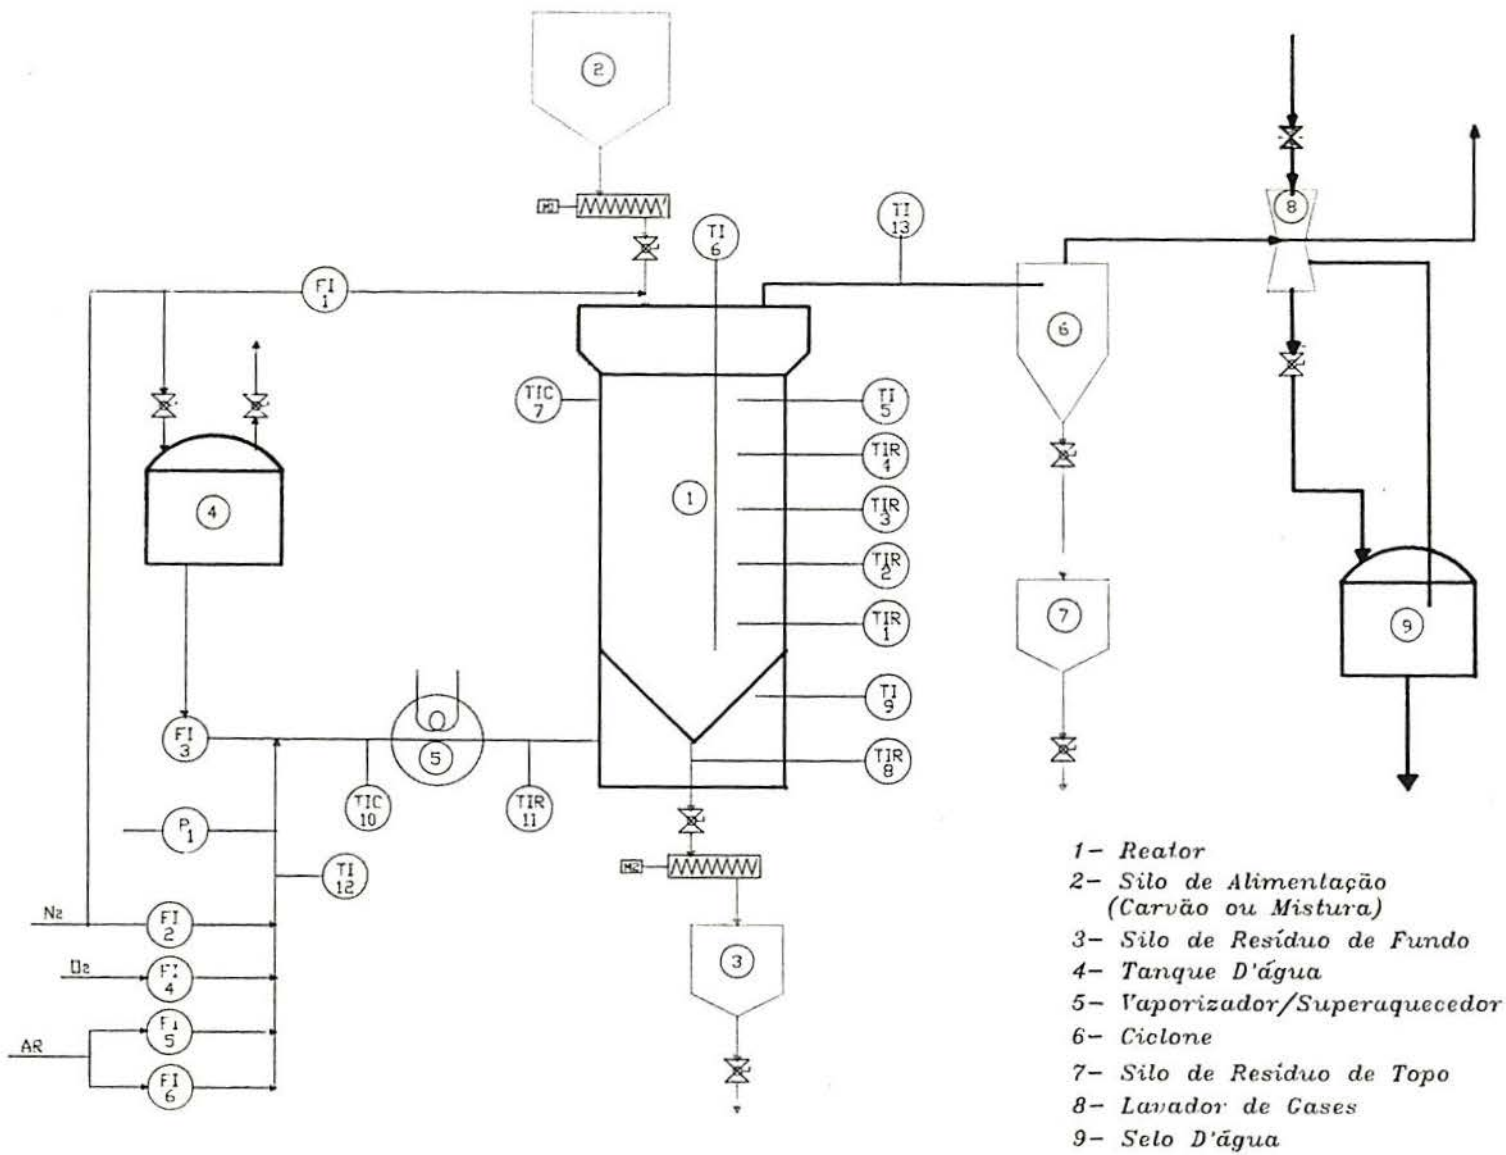 2
M1
TI
6
TI
13
8
FI
1
6
TIC
7
TI
5
TIR
4
1
TIR
3
4
TIR
2
7
TIR
1
9
TI
9
FI
3
5
TIR
8
TIC
10
TIR
11
P
1
M2
TI
12
N2
FI
2
O2
FI
4
3
AR
FI
5
FI
6
1- Reator
2- Silo de Alimentação
(Carvão ou Mistura)
3- Silo de Resíduo de Fundo
4- Tanque D'água
5- Vaporizador/Superaquecedor
6- Ciclone
7- Silo de Resíduo de Topo
8- Lavador de Gases
9- Selo D'água